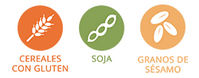 CEREALES
CON GLUTEN
SOJA
GRANOS DE
SÉSAMO